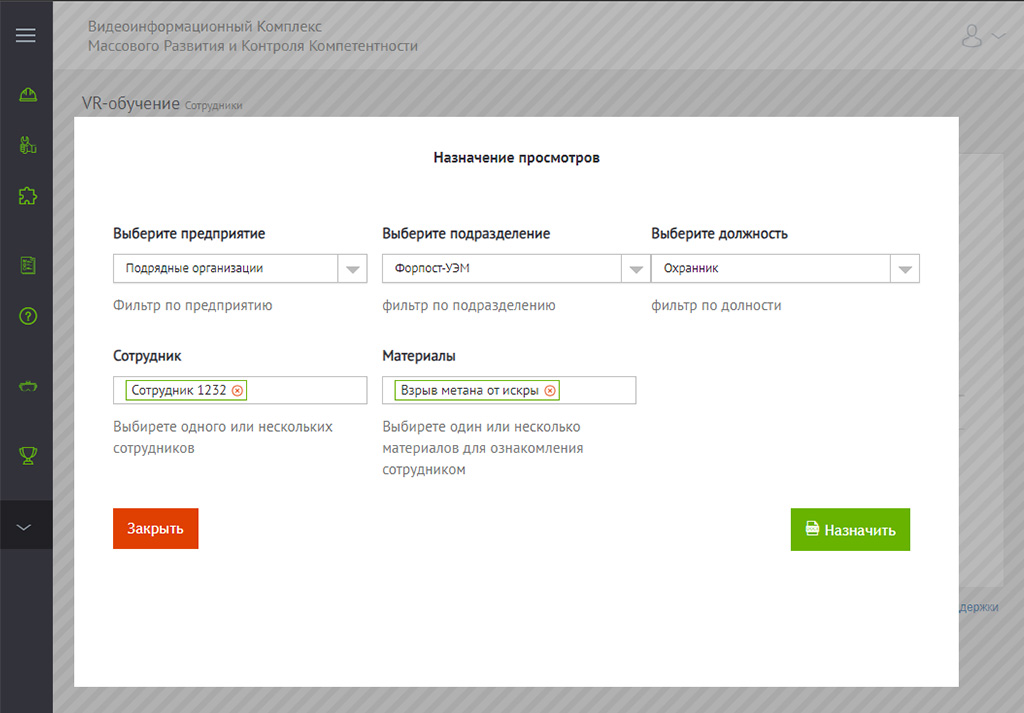 Видеоинформационный Комплекс
Массового Развития и Контроля Компетентности
VR-обучение Сотрудники
Назначение просмотров
Выберите предприятие
Выберите подразделение
Выберите должность
Подрядные организации
Форпост-УЭМ
Охранник
Фильтр по предприятию
фильтр по подразделению
фильтр по долности
Сотрудник
Материалы
Сотрудник 1232
Взрыв метана от искры
Выбирете одного или нескольких
сотрудников
Выбирете один или несколько
материалов для ознакомления
сотрудником
Закрыть
Назначить
держки